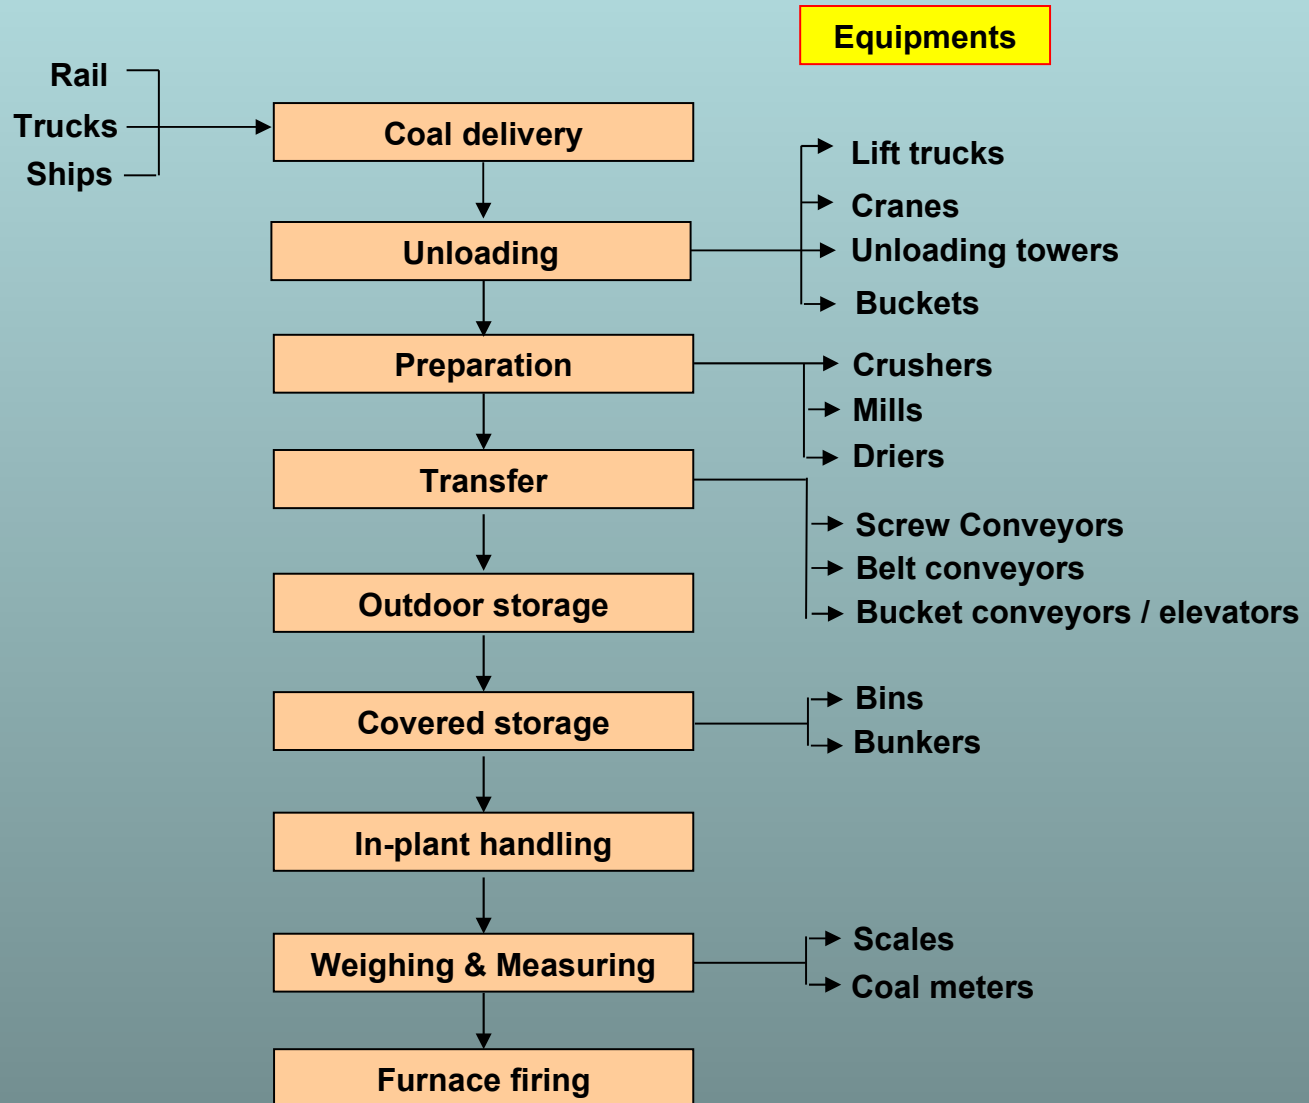 Equipments
Rail
Trucks
Ships
Coal delivery
Unloading
Lift trucks
Cranes
Unloading towers
Buckets
Preparation
Crushers
Mills
Driers
Transfer
Screw Conveyors
Belt conveyors
Bucket conveyors / elevators
Outdoor storage
Covered storage
Bins
Bunkers
In-plant handling
Weighing & Measuring
Scales
Coal meters
Furnace firing